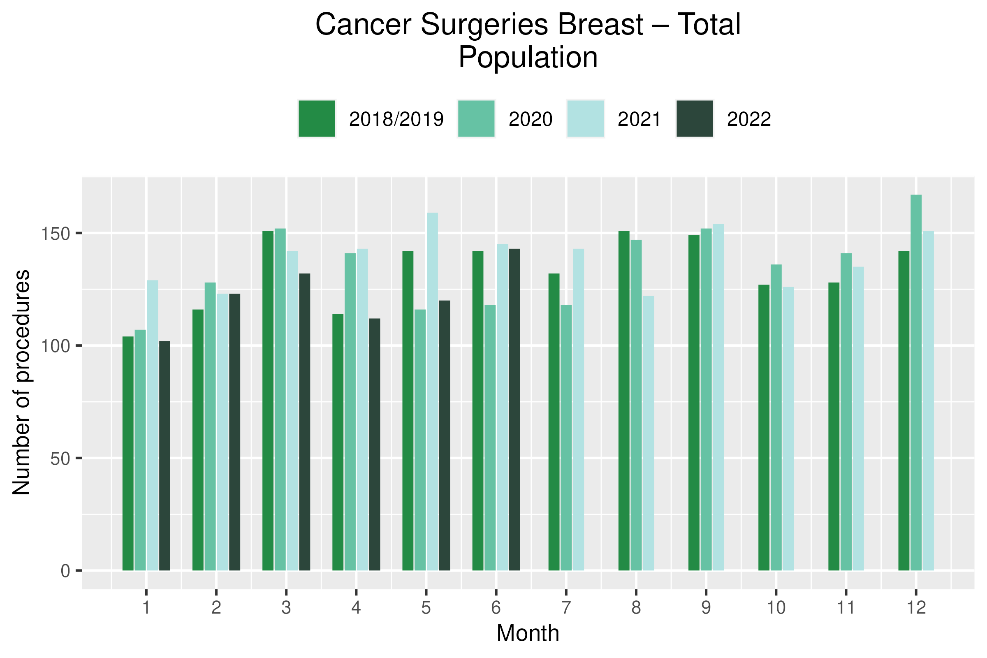 Cancer Surgeries Breast – Total
Population
2018/2019 2020 2021 2022
Number of procedures
150
100
50
0
1 2 3 4 5 6 7 8 9 10 11 12
Month